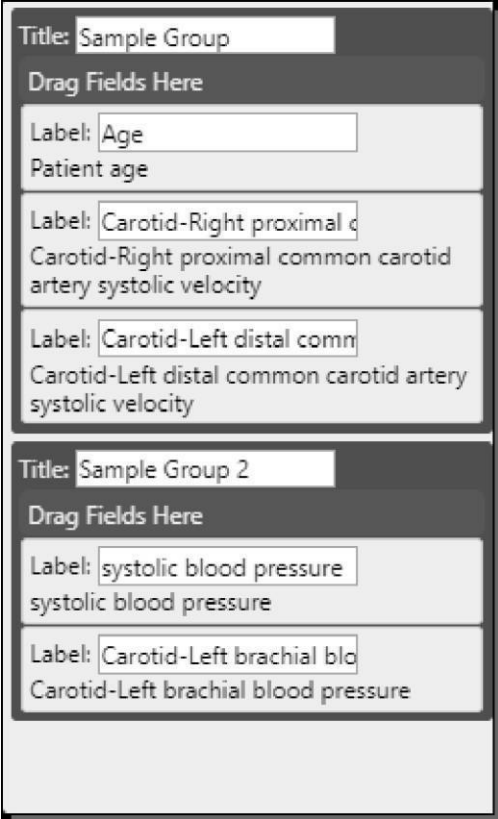 Title: Sample Group
Drag Fields Here
Label: Age
Patient age
Label: Carotid-Right proximal
Carotid-Right proximal common carotid
artery systolic velocity
Label: Carotid-Left distal comm
Carotid-Left distal common carotid artery
systolic velocity
Title: Sample Group 2
Drag Fields Here
Label: systolic blood pressure
systolic blood pressure
Label: Carotid-Left brachial blo
Carotid-Left brachial blood pressure